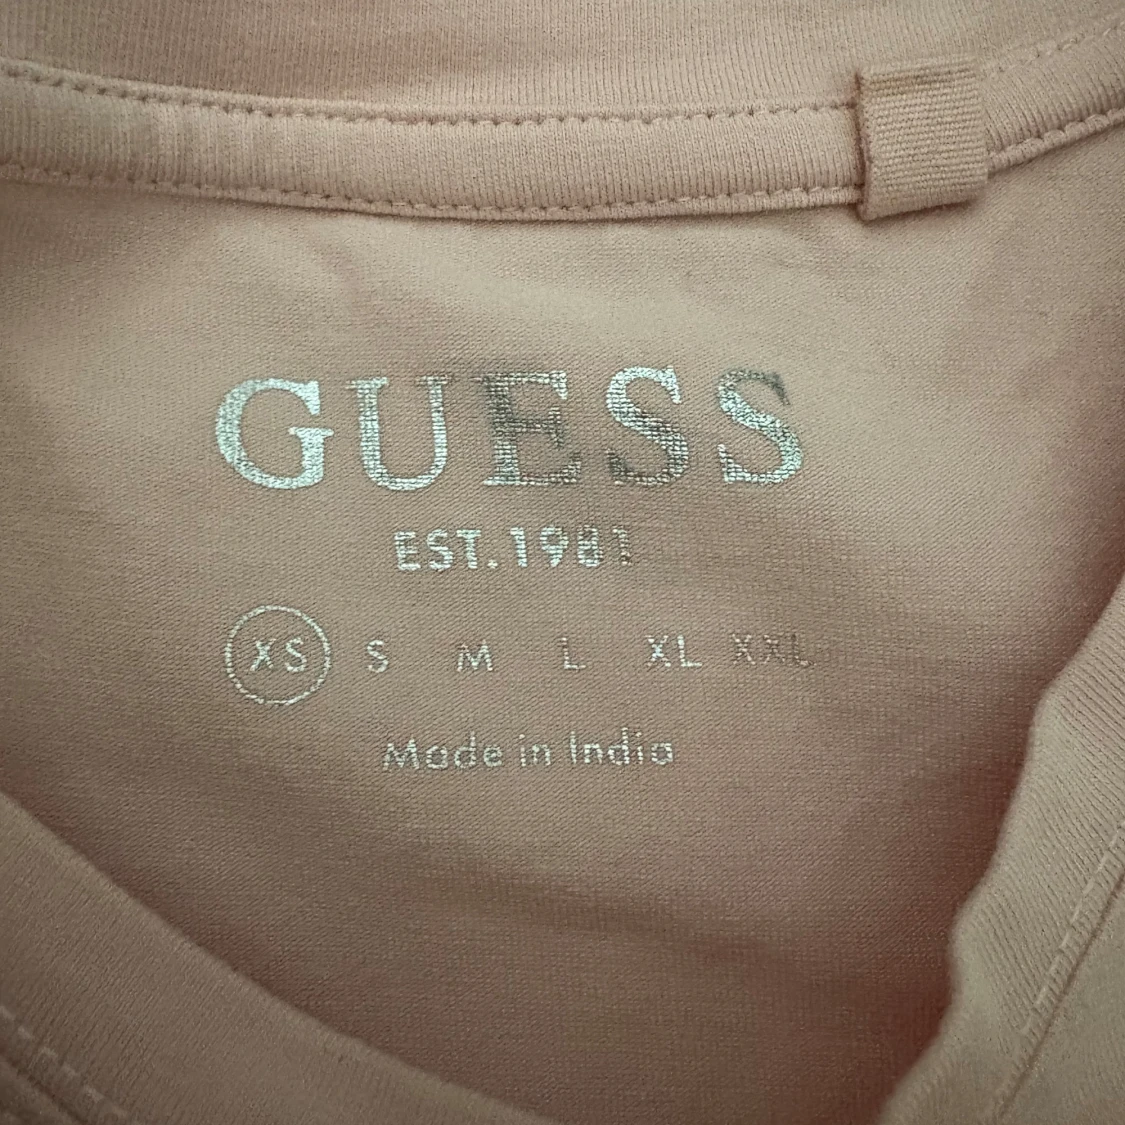 GUESS
EST.1981
XS S M L XL XXL
Made in India